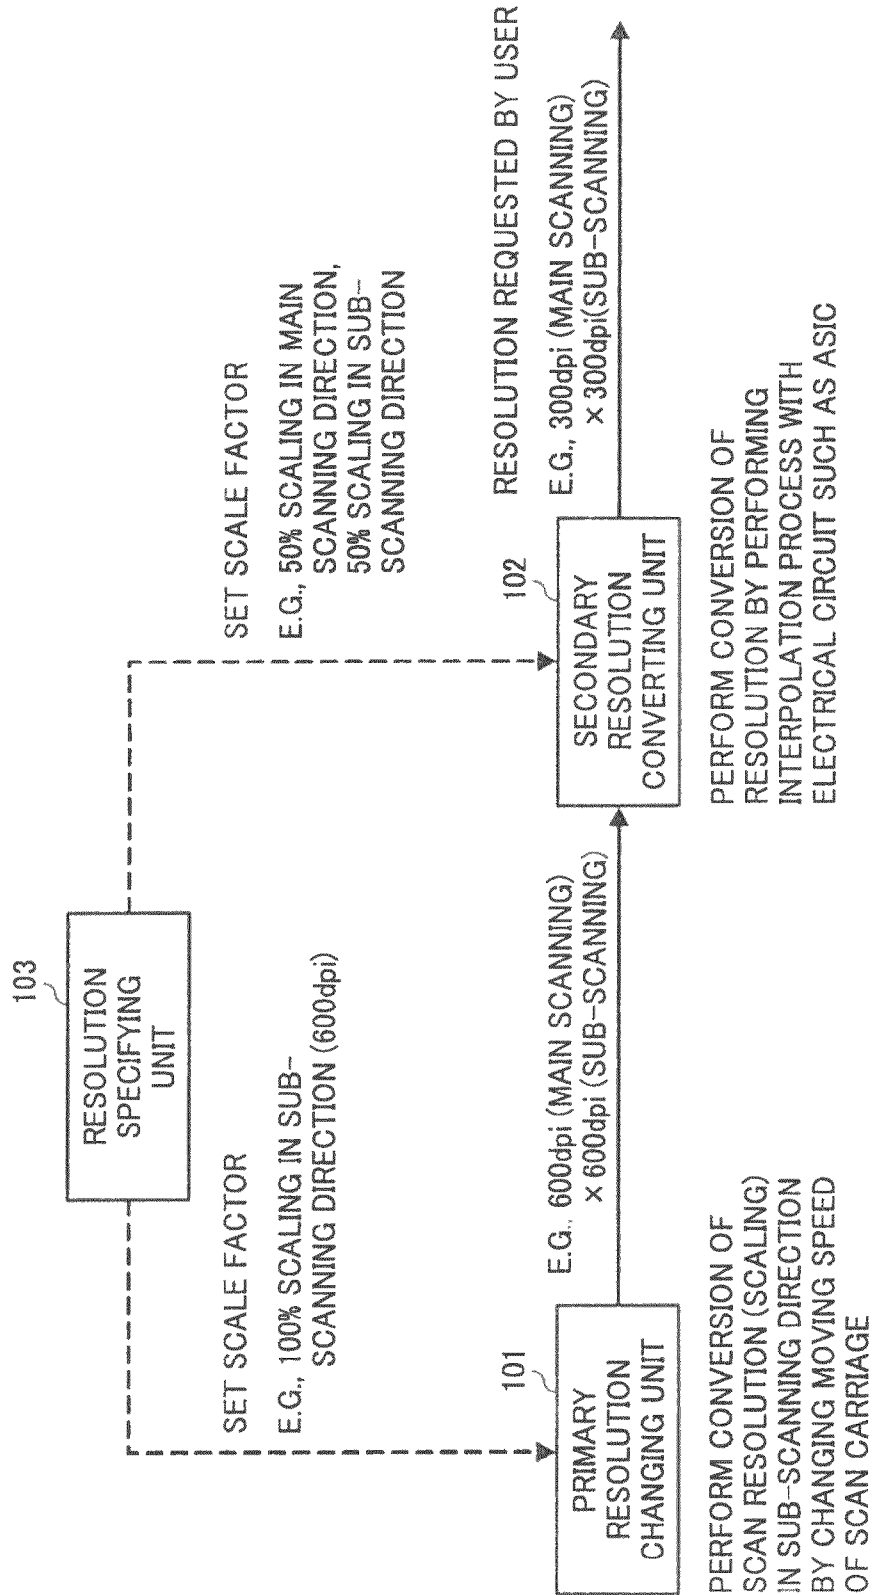 103
RESOLUTION
SPECIFYING
UNIT
SET SCALE FACTOR
E.G., 100% SCALING IN SUB-
SCANNING DIRECTION (600dpi)
SET SCALE FACTOR
E.G., 50% SCALING IN MAIN
SCANNING DIRECTION,
50% SCALING IN SUB-
SCANNING DIRECTION
101
PRIMARY
RESOLUTION
CHANGING UNIT
E.G., 600dpi (MAIN SCANNING)
×600dpi (SUB-SCANNING)
102
SECONDARY
RESOLUTION
CONVERTING UNIT
RESOLUTION REQUESTED BY USER
E.G., 300dpi (MAIN SCANNING)
×300dpi(SUB-SCANNING)
PERFORM CONVERSION OF
SCAN RESOLUTION (SCALING)
IN SUB-SCANNING DIRECTION
BY CHANGING MOVING SPEED
OF SCAN CARRIAGE
PERFORM CONVERSION OF
RESOLUTION BY PERFORMING
INTERPOLATION PROCESS WITH
ELECTRICAL CIRCUIT SUCH AS ASIC